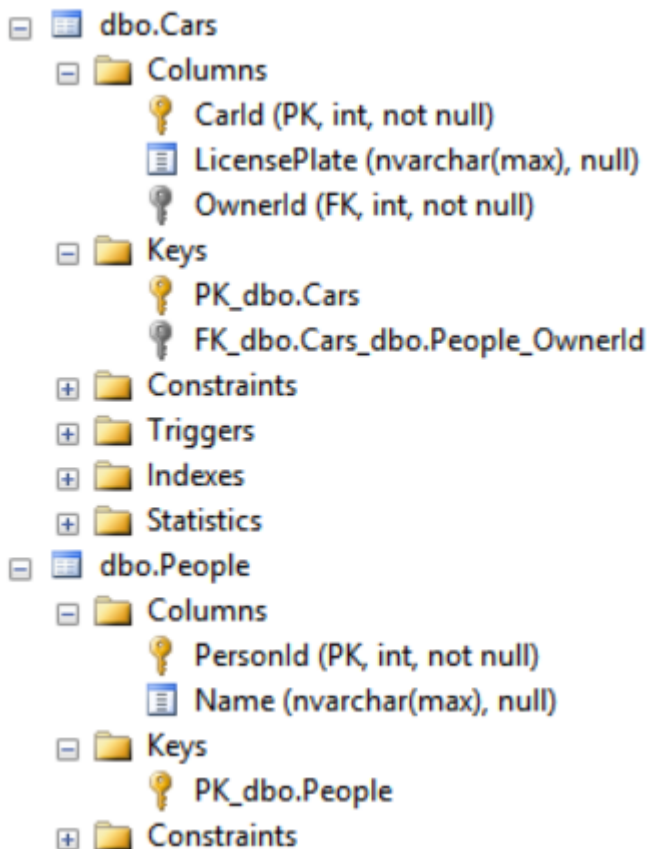 dbo.Cars
Columns
CarId (PK, int, not null)
LicensePlate (nvarchar(max), null)
OwnerId (FK, int, not null)
Keys
PK_dbo.Cars
FK_dbo.Cars_dbo.People_OwnerId
Constraints
Triggers
Indexes
Statistics
dbo.People
Columns
PersonId (PK, int, not null)
Name (nvarchar(max), null)
Keys
PK_dbo.People
Constraints